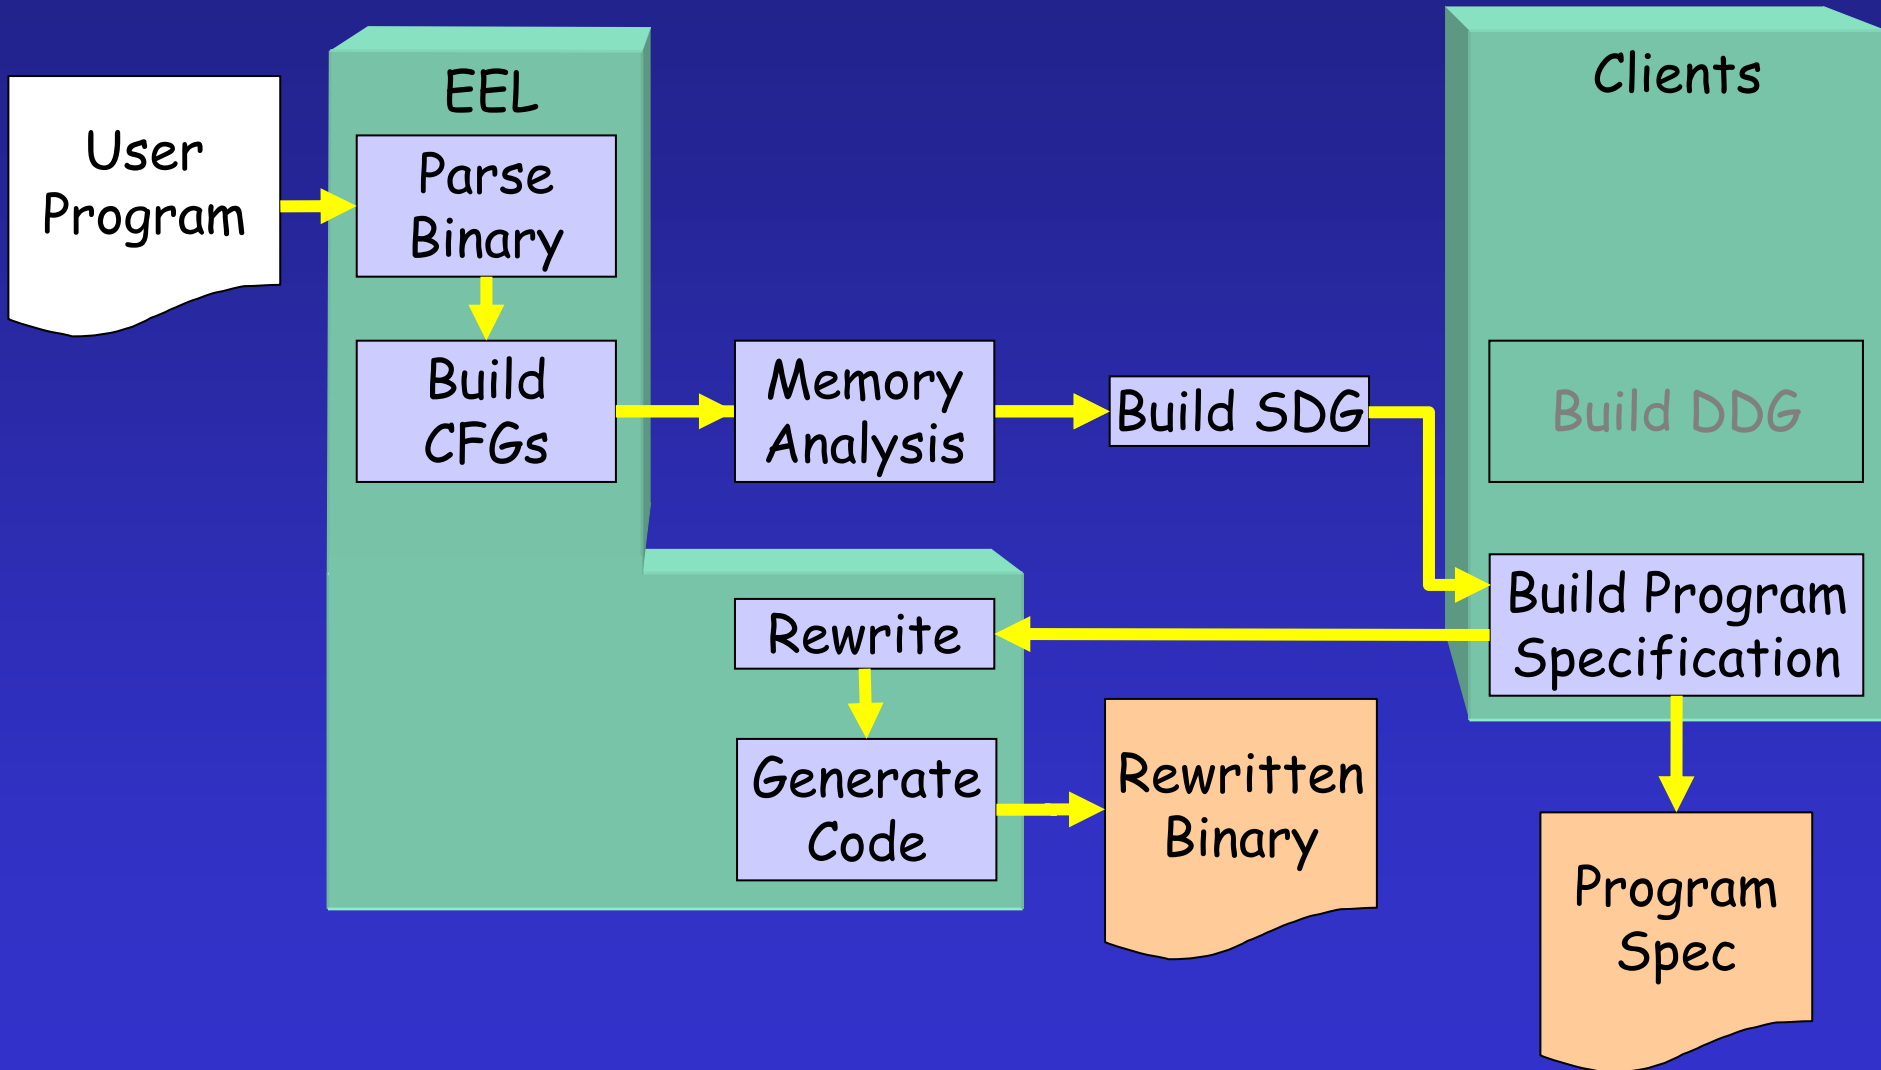 User
Program
EEL
Parse
Binary
Build
CFGs
Memory
Analysis
Build SDG
Clients
Build DDG
Build Program
Specification
Rewrite
Generate
Code
Rewritten
Binary
Program
Spec